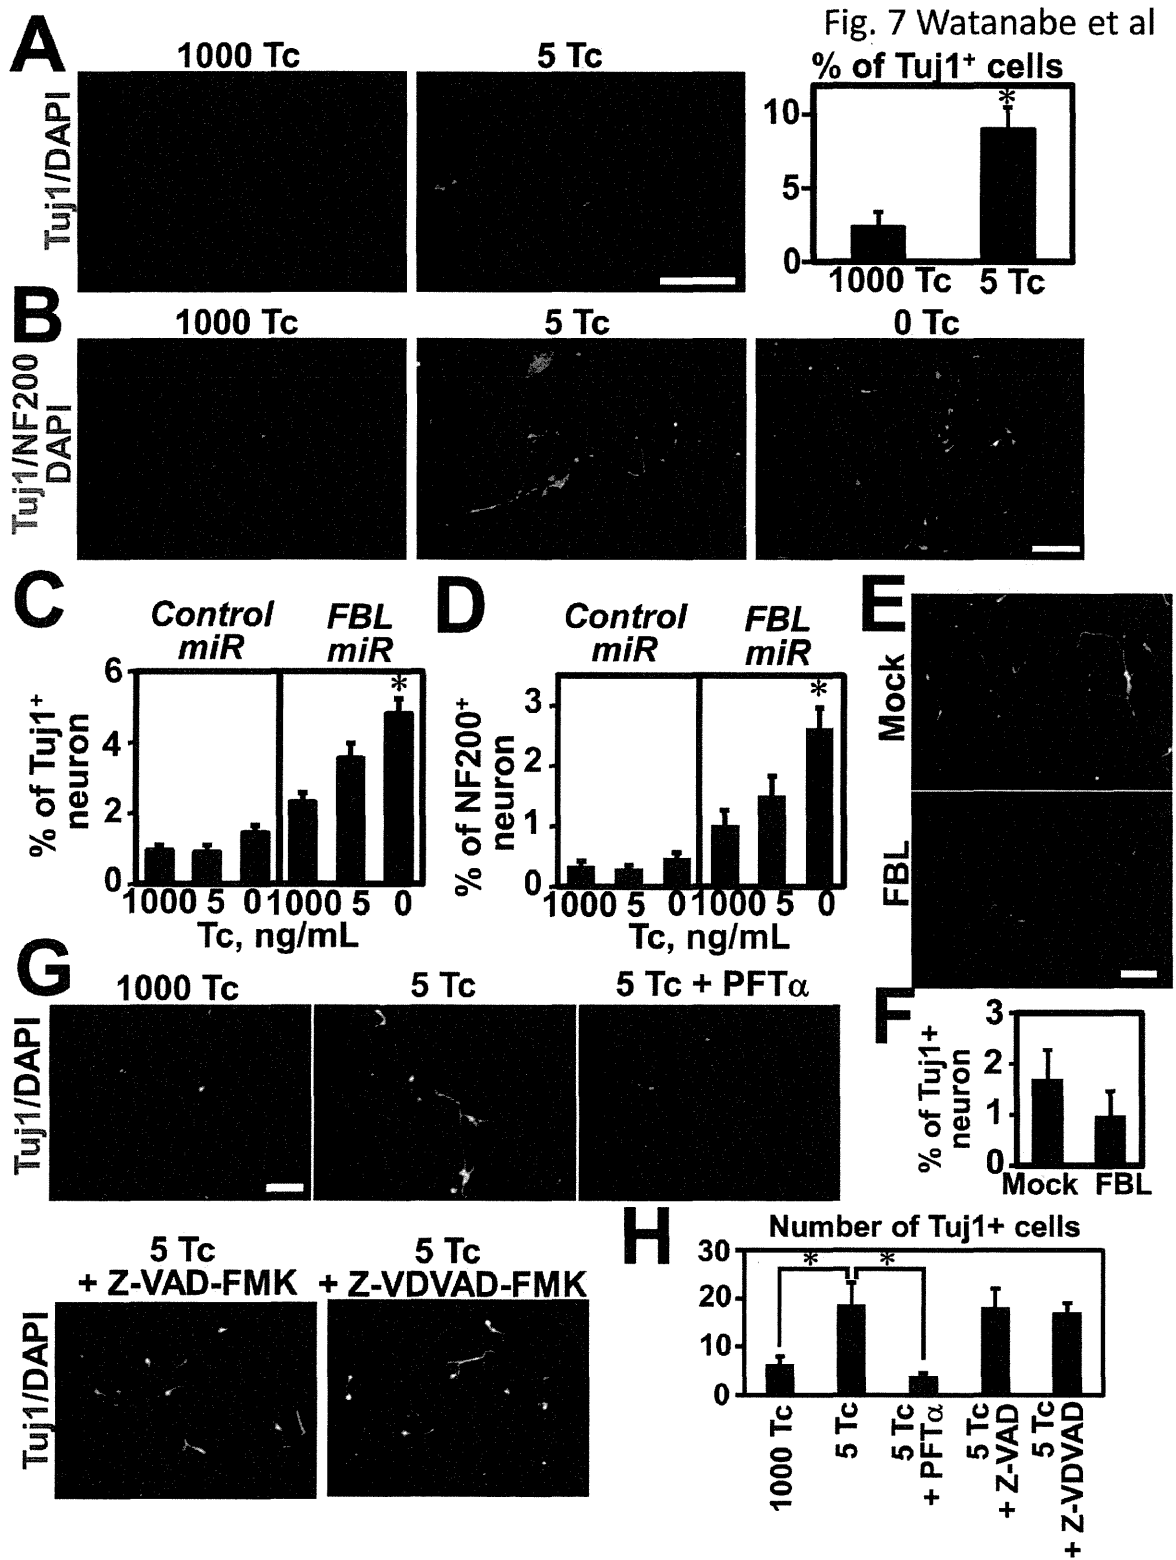 Fig. 7 Watanabe et al
A
1000 Tc
5 Tc
% of Tuj1⁺ cells
Tuj1/DAPI
10
5
0
*
1000 Tc
5 Tc
B
1000 Tc
5 Tc
0 Tc
Tuj1/NF200
DAPI
C
Control
miR
FBL
miR
% of Tuj1⁺
neuron
6
4
2
0
*
1000 5 0 1000 5 0
Tc, ng/mL
D
Control
miR
FBL
miR
% of NF200⁺
neuron
3
2
1
0
*
1000 5 0 1000 5 0
Tc, ng/mL
E
Mock
FBL
F
% of Tuj1+
neuron
3
2
1
0
Mock FBL
G
1000 Tc
5 Tc
5 Tc + PFTα
Tuj1/DAPI
5 Tc
+ Z-VAD-FMK
5 Tc
+ Z-VDVAD-FMK
Tuj1/DAPI
H
Number of Tuj1+ cells
30
20
10
0
* *
1000 Tc
5 Tc
5 Tc
+ PFTα
5 Tc
+ Z-VAD
5 Tc
+ Z-VDVAD